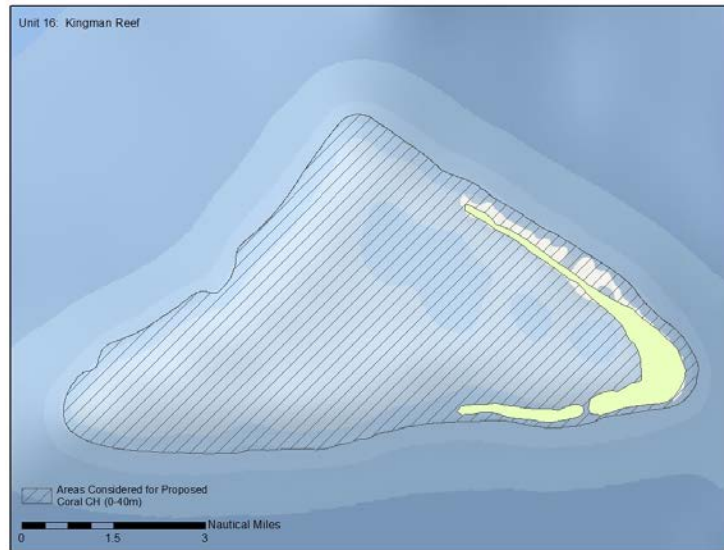 Unit 16: Kingman Reef
Areas Considered for Proposed
Coral CH (0-40m)
Nautical Miles
0 1.5 3